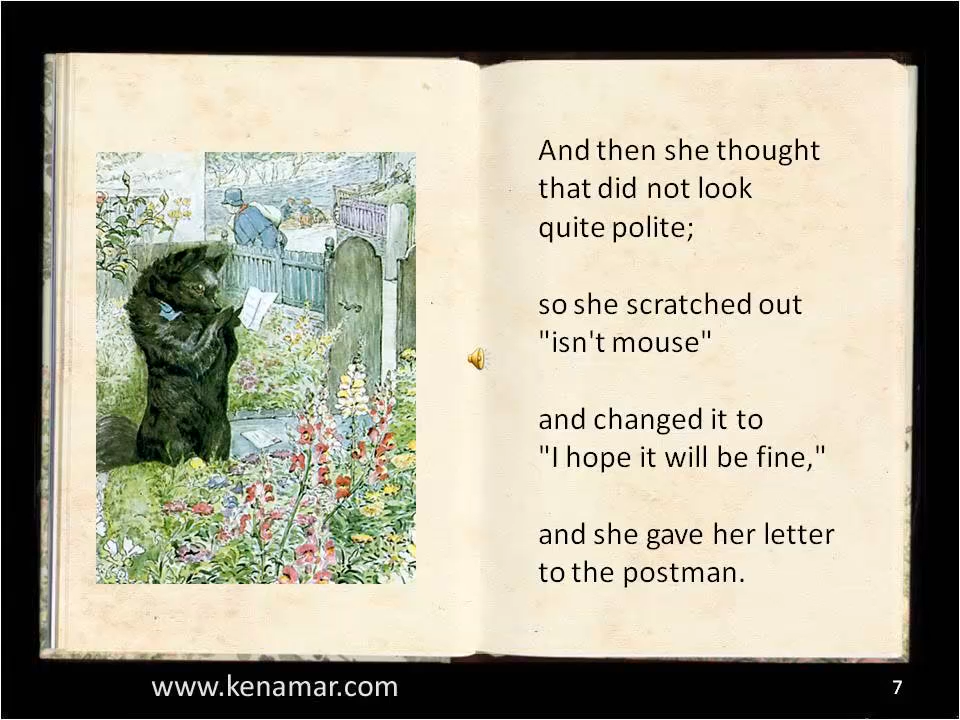 And then she thought
that did not look
quite polite;
so she scratched out
"isn't mouse"
and changed it to
"I hope it will be fine,"
and she gave her letter
to the postman.
www.kenamar.com
7